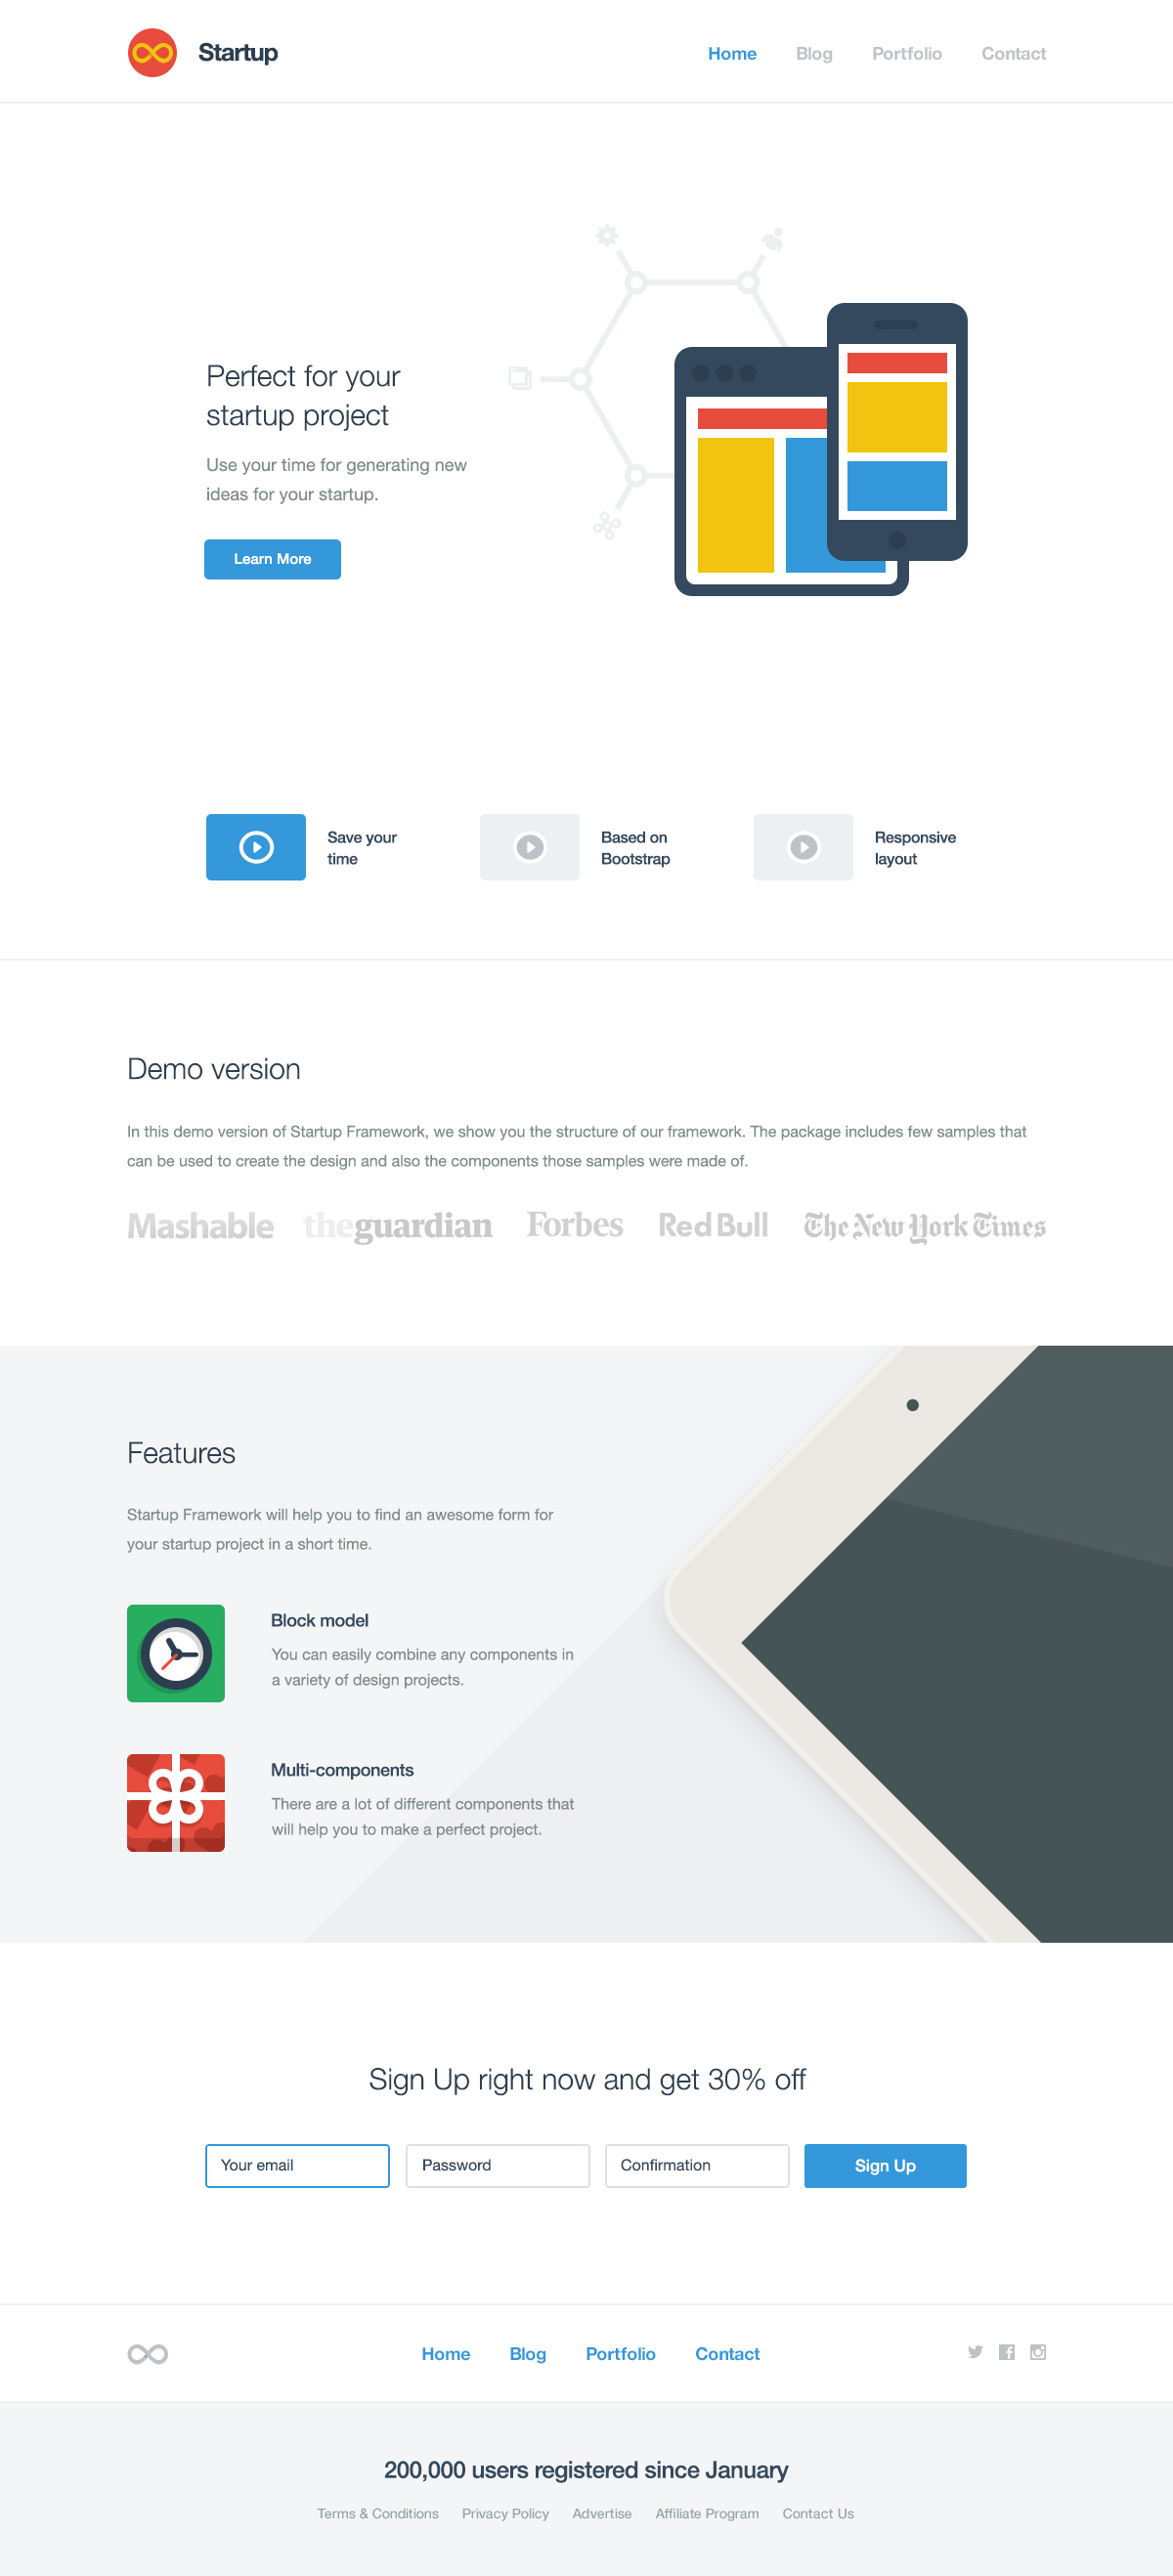 Startup
Home Blog Portfolio Contact
Perfect for your
startup project
Use your time for generating new
ideas for your startup.
Learn More
Save your
time
Based on
Bootstrap
Responsive
layout
Demo version
In this demo version of Startup Framework, we show you the structure of our framework. The package includes few samples that
can be used to create the design and also the components those samples were made of.
Mashable theguardian Forbes Red Bull The New York Times
Features
Startup Framework will help you to find an awesome form for
your startup project in a short time.
Block model
You can easily combine any components in
a variety of design projects.
Multi-components
There are a lot of different components that
will help you to make a perfect project.
Sign Up right now and get 30% off
Your email Password Confirmation Sign Up
Home Blog Portfolio Contact
200,000 users registered since January
Terms & Conditions Privacy Policy Advertise Affiliate Program Contact Us